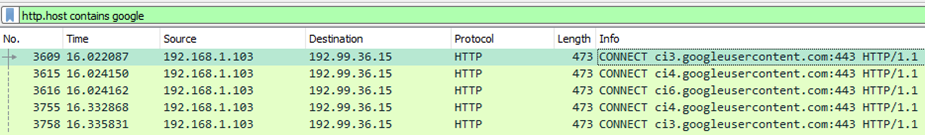 http.host contains google
No. Time Source Destination Protocol Length Info
3609 16.022087 192.168.1.103 192.99.36.15 HTTP 473 CONNECT ci3.googleusercontent.com:443 HTTP/1.1
3615 16.024150 192.168.1.103 192.99.36.15 HTTP 473 CONNECT ci4.googleusercontent.com:443 HTTP/1.1
3616 16.024162 192.168.1.103 192.99.36.15 HTTP 473 CONNECT ci6.googleusercontent.com:443 HTTP/1.1
3755 16.332868 192.168.1.103 192.99.36.15 HTTP 473 CONNECT ci4.googleusercontent.com:443 HTTP/1.1
3758 16.335831 192.168.1.103 192.99.36.15 HTTP 473 CONNECT ci3.googleusercontent.com:443 HTTP/1.1